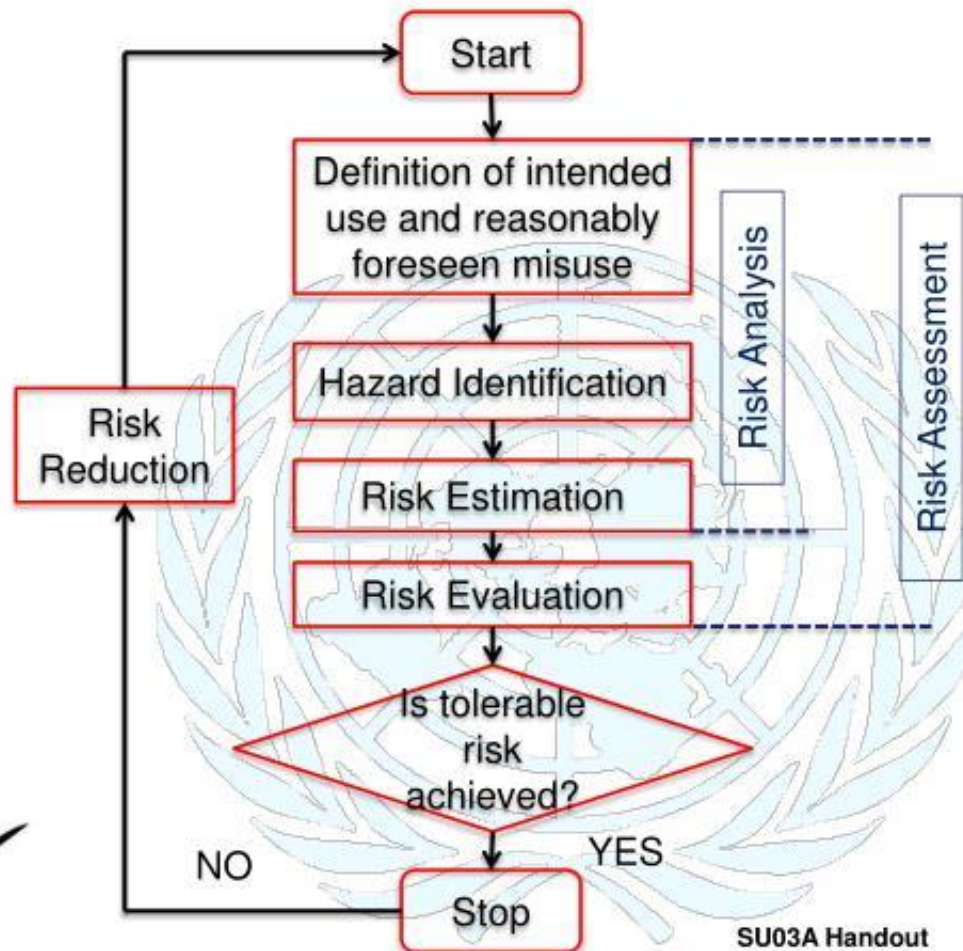 Start
Definition of intended
use and reasonably
foreseen misuse
Hazard Identification
Risk
Reduction
Risk Estimation
Risk Evaluation
Risk Analysis
Risk Assessment
Is tolerable
risk
achieved?
NO
YES
Stop
SU03A Handout